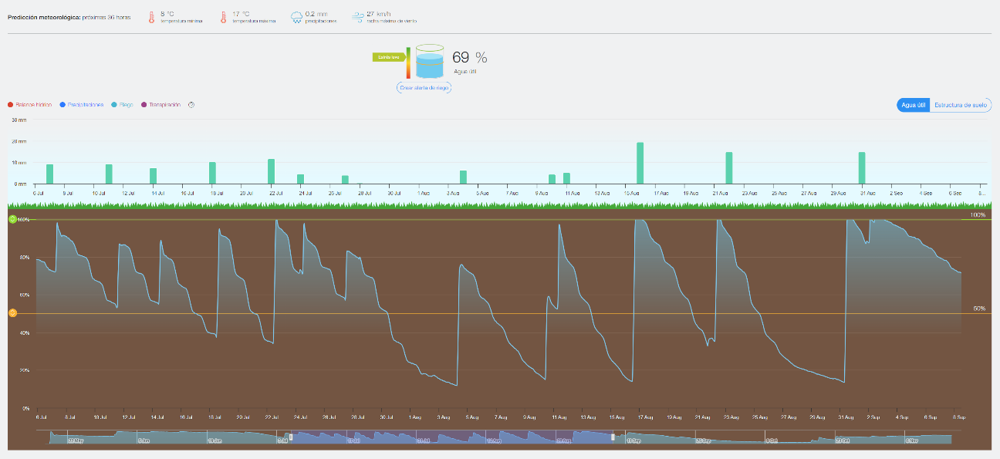 Predicción meteorológica: próximas 36 horas
8 °C
temperatura mínima
17 °C
temperatura máxima
0.2 mm
precipitaciones
27 km/h
racha máxima de viento
Estrés leve
69 %
Agua útil
Crear alerta de riego
Balance hídrico Precipitaciones Riego Transpiración
Agua útil Estructura de suelo
30 mm
20 mm
10 mm
0 mm
6 Jul 8 Jul 10 Jul 12 Jul 14 Jul 16 Jul 18 Jul 20 Jul 22 Jul 24 Jul 26 Jul 28 Jul 30 Jul 1 Aug 3 Aug 5 Aug 7 Aug 9 Aug 11 Aug 13 Aug 15 Aug 17 Aug 19 Aug 21 Aug 23 Aug 25 Aug 27 Aug 29 Aug 31 Aug 2 Sep 4 Sep 6 Sep 8...
100% 100%
80%
60%
50%
40%
20%
0%
6 Jul 8 Jul 10 Jul 12 Jul 14 Jul 16 Jul 18 Jul 20 Jul 22 Jul 24 Jul 26 Jul 28 Jul 30 Jul 1 Aug 3 Aug 5 Aug 7 Aug 9 Aug 11 Aug 13 Aug 15 Aug 17 Aug 19 Aug 21 Aug 23 Aug 25 Aug 27 Aug 29 Aug 31 Aug 2 Sep 4 Sep 6 Sep 8 Sep